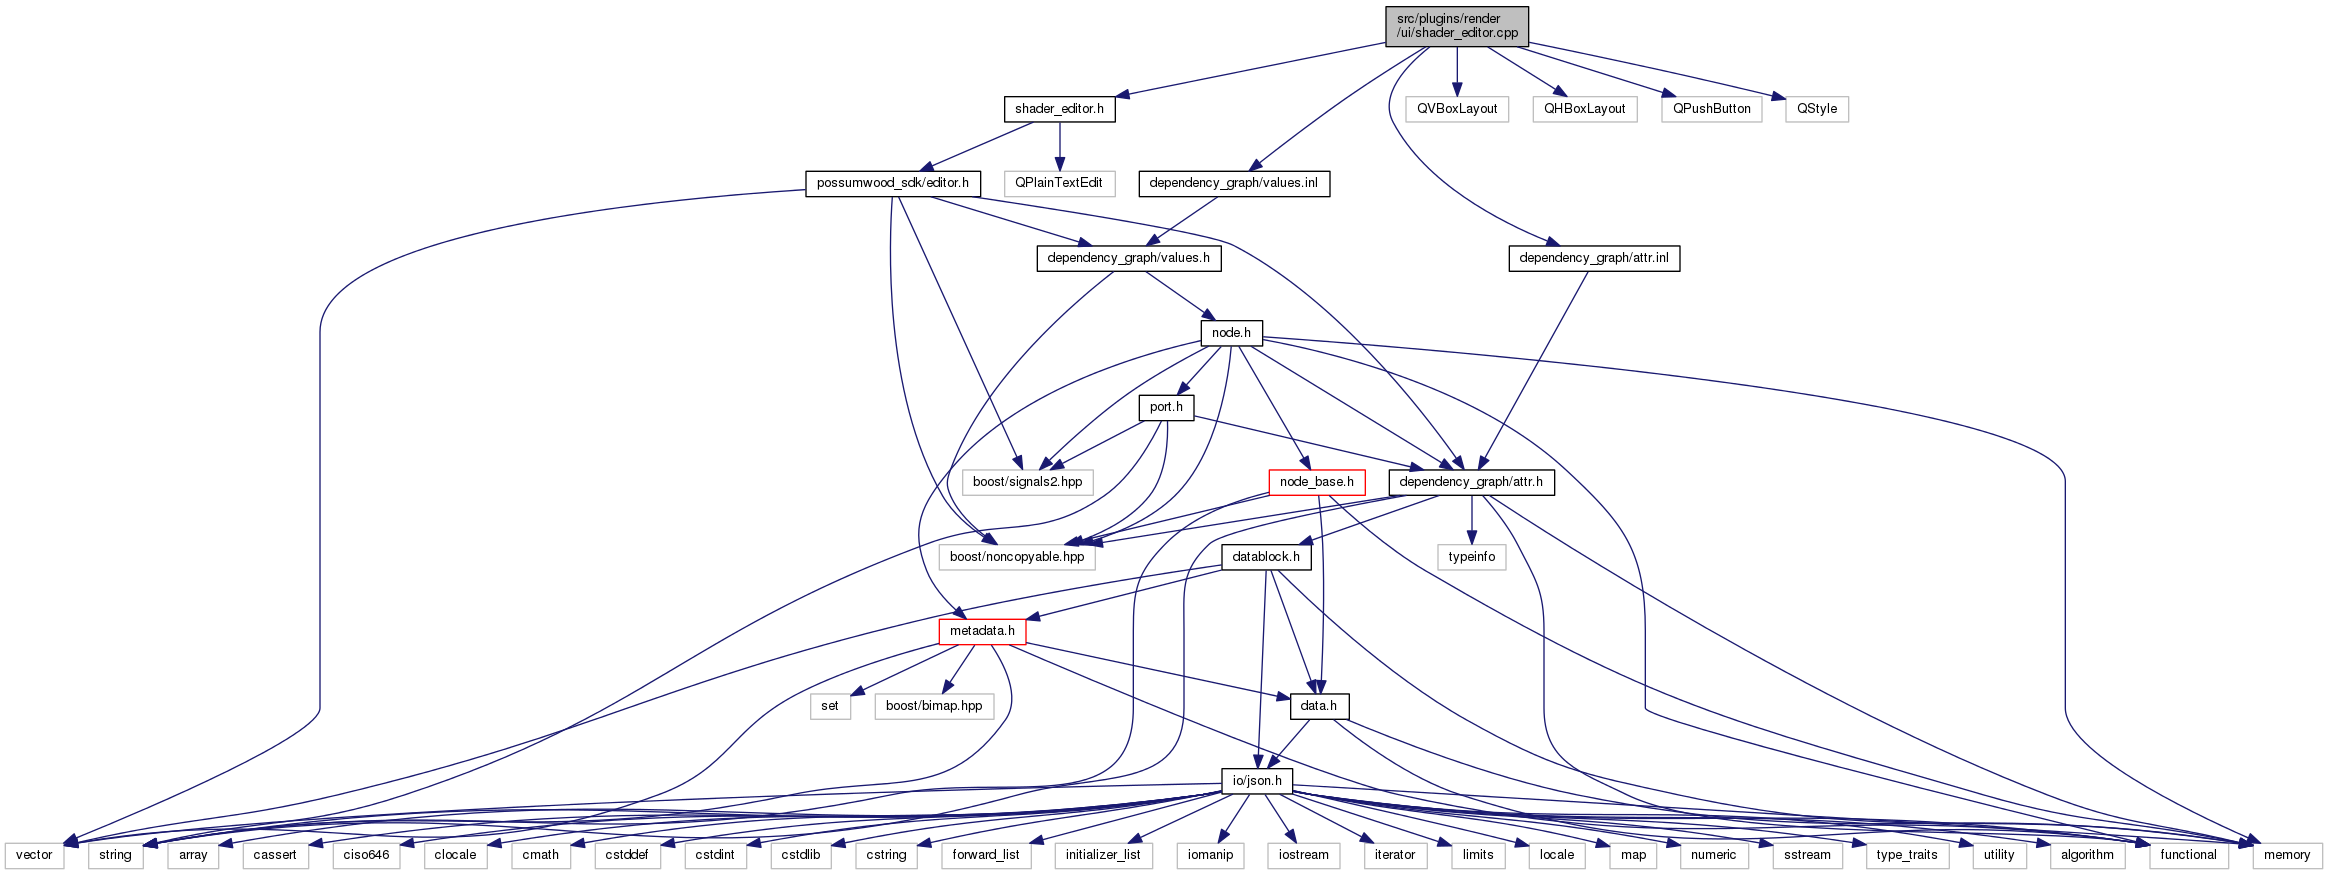 src/plugins/render
/ui/shader_editor.cpp
shader_editor.h
QVBoxLayout
QHBoxLayout
QPushButton
QStyle
possumwood_sdk/editor.h
QPlainTextEdit
dependency_graph/values.inl
dependency_graph/values.h
dependency_graph/attr.inl
node.h
port.h
boost/signals2.hpp
node_base.h
dependency_graph/attr.h
boost/noncopyable.hpp
datablock.h
typeinfo
metadata.h
set
boost/bimap.hpp
data.h
io/json.h
vector
string
array
cassert
ciso646
clocale
cmath
cstddef
cstdint
cstdlib
cstring
forward_list
initializer_list
iomanip
iostream
iterator
limits
locale
map
numeric
sstream
type_traits
utility
algorithm
functional
memory